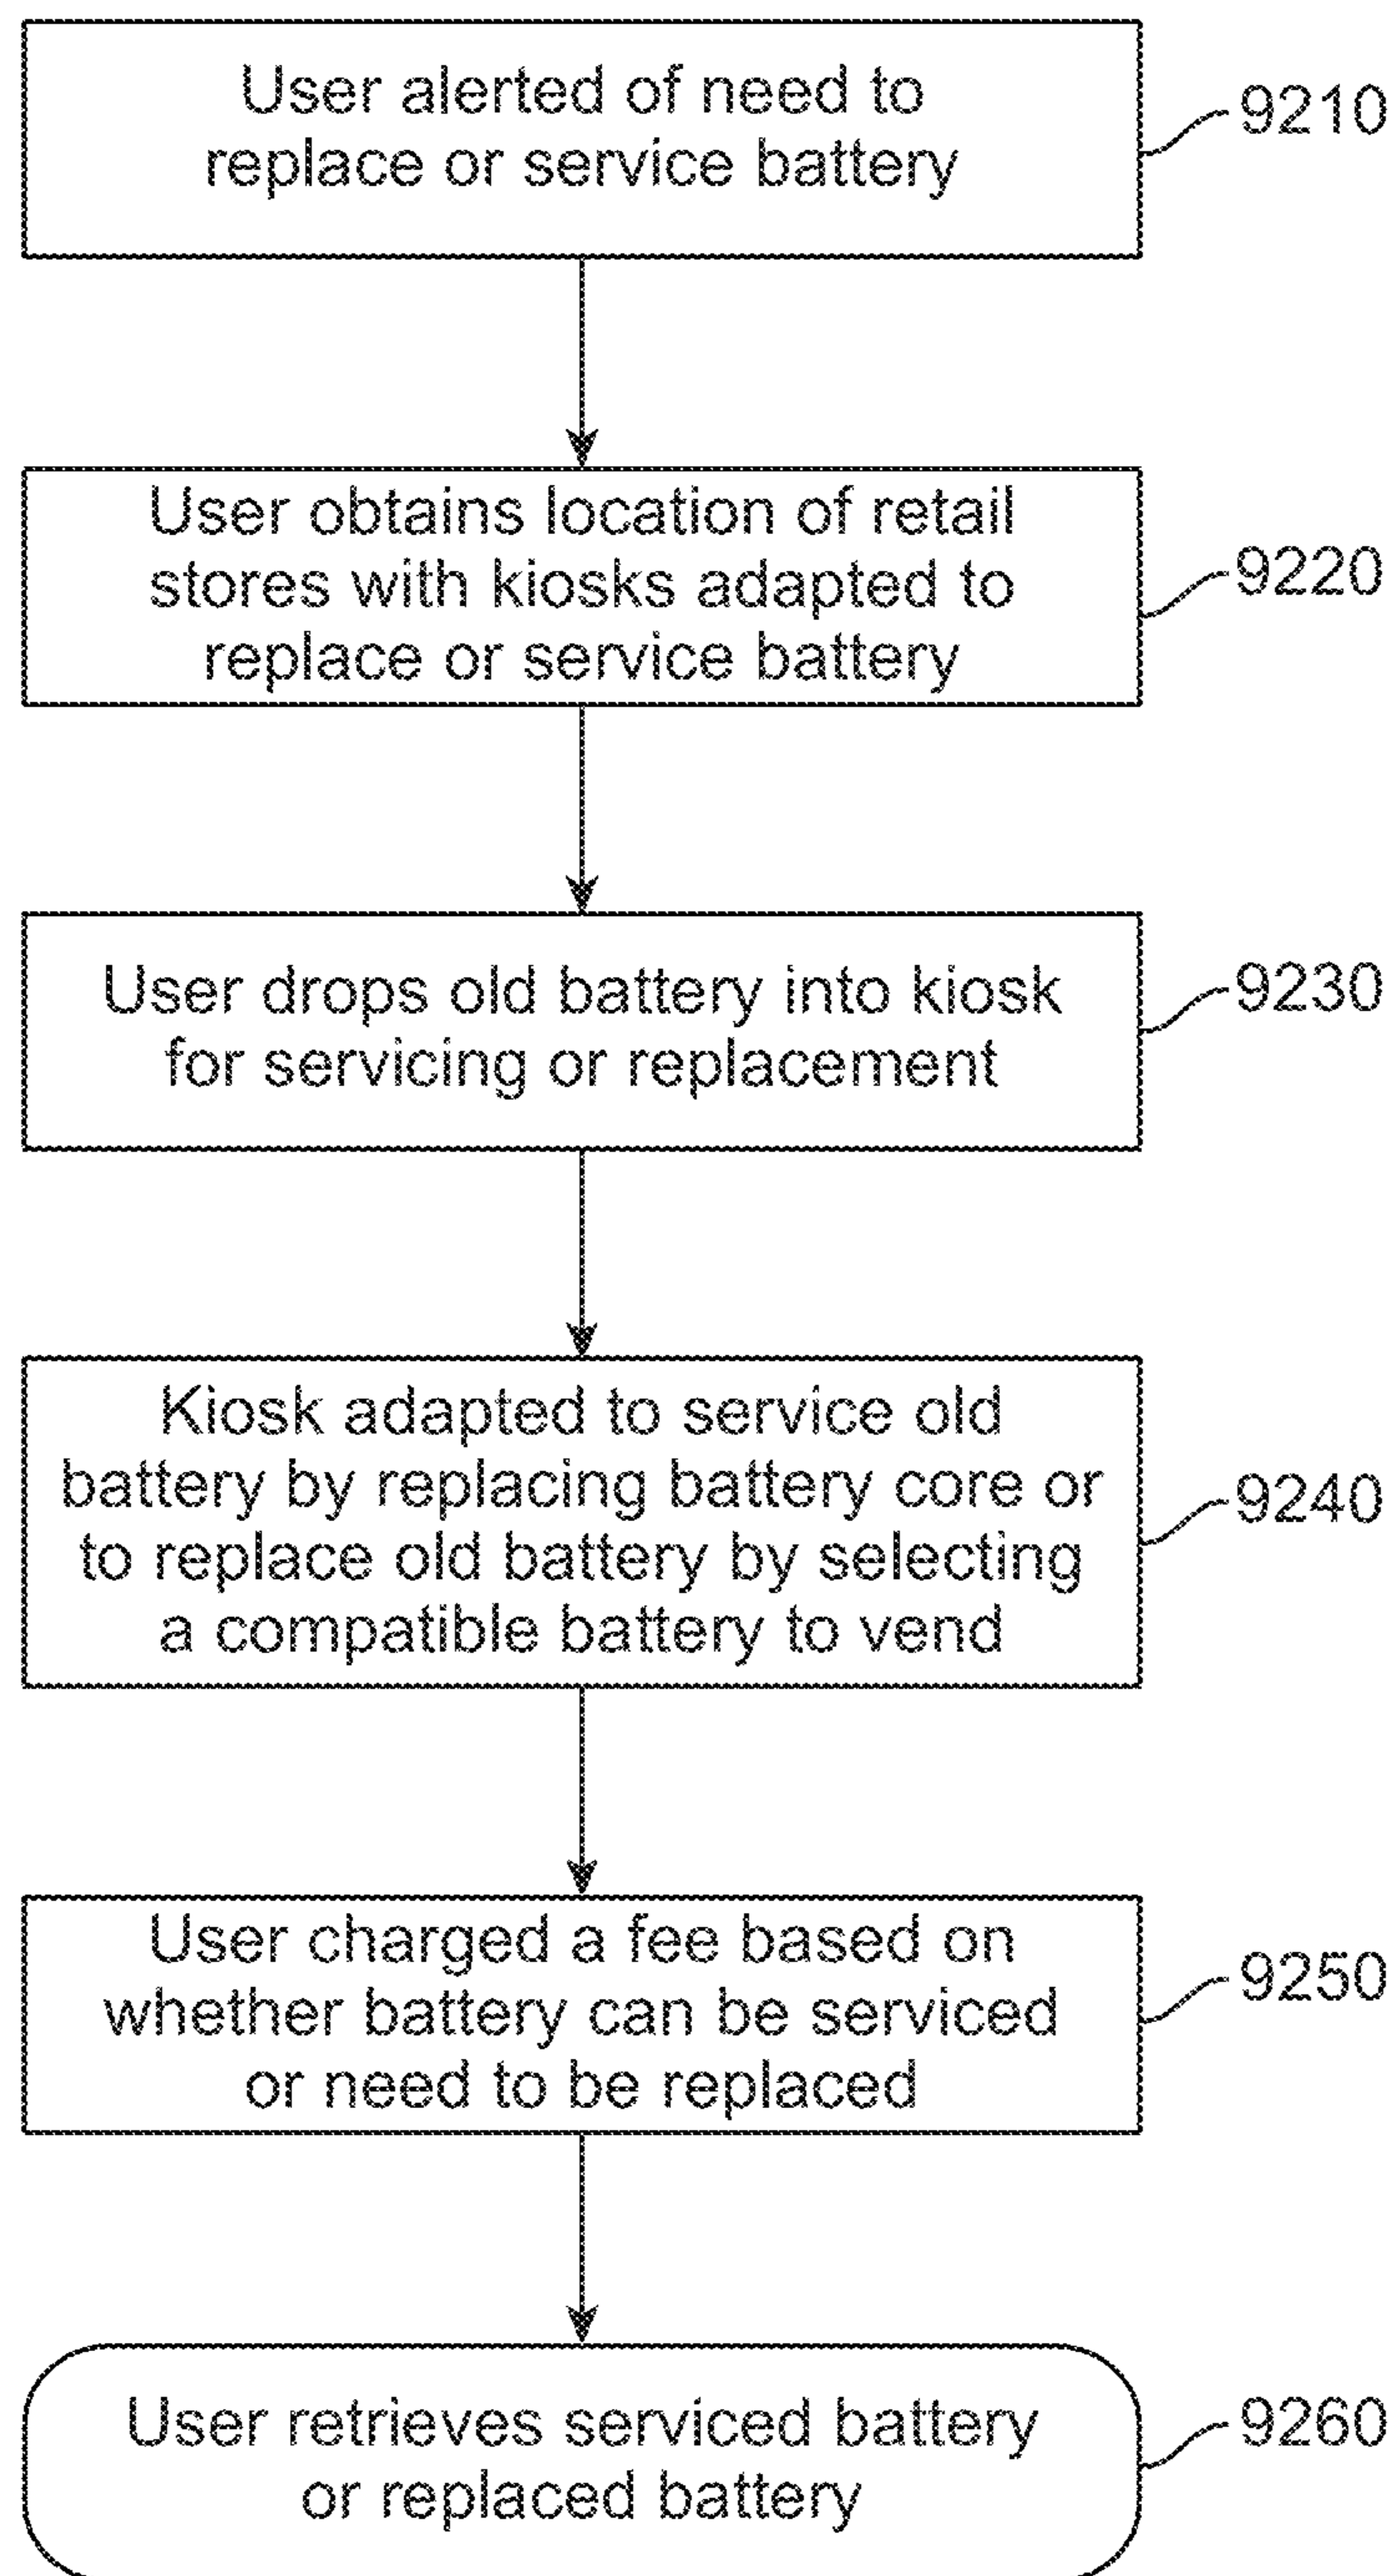 User alerted of need to
replace or service battery
9210
User obtains location of retail
stores with kiosks adapted to
replace or service battery
9220
User drops old battery into kiosk
for servicing or replacement
9230
Kiosk adapted to service old
battery by replacing battery core or
to replace old battery by selecting
a compatible battery to vend
9240
User charged a fee based on
whether battery can be serviced
or need to be replaced
9250
User retrieves serviced battery
or replaced battery
9260